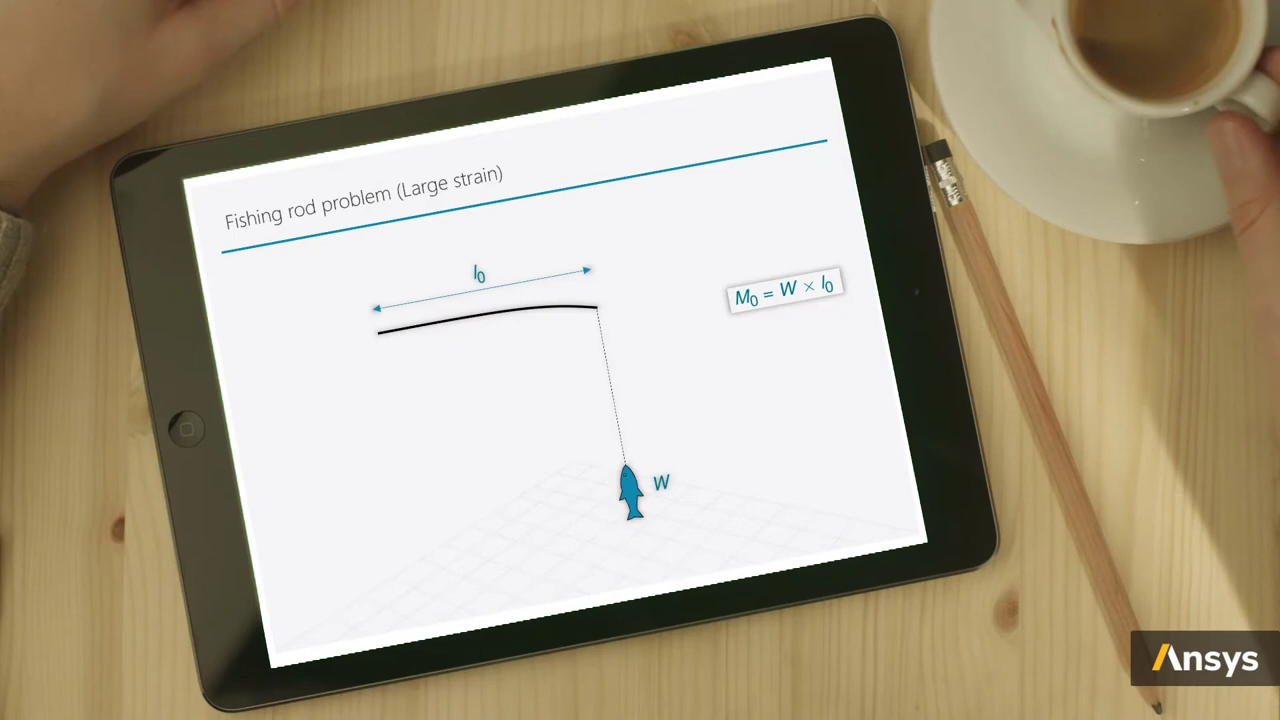 Fishing rod problem (Large strain)
l₀
M₀ = W × l₀
W
Ansys